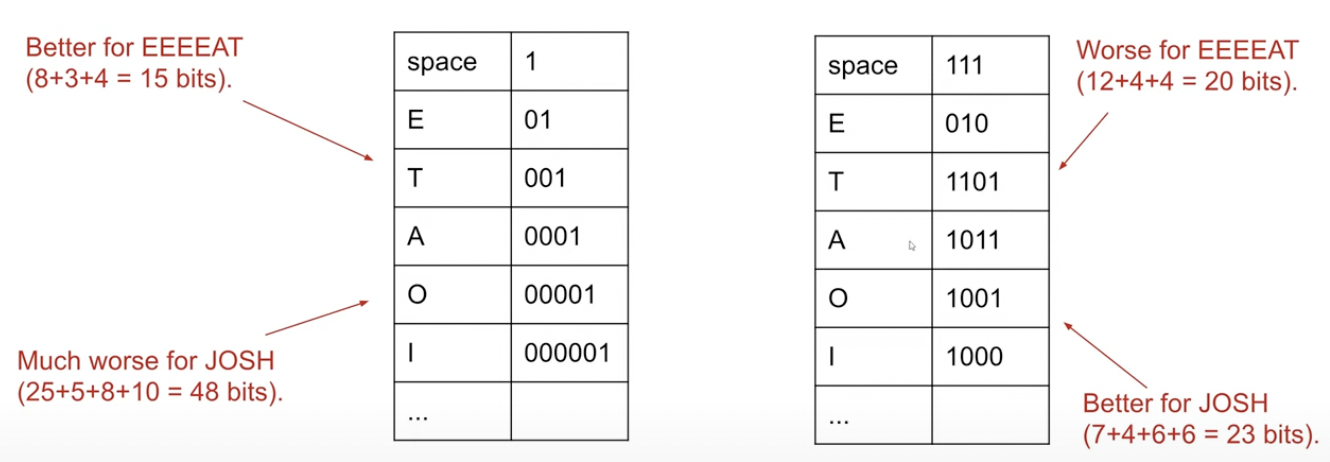 Better for EEEEAT
(8+3+4 = 15 bits).
Much worse for JOSH
(25+5+8+10 = 48 bits).
space 1
E 01
T 001
A 0001
O 00001
I 000001
...
space 111
E 010
T 1101
A 1011
O 1001
I 1000
...
Worse for EEEEAT
(12+4+4 = 20 bits).
Better for JOSH
(7+4+6+6 = 23 bits).